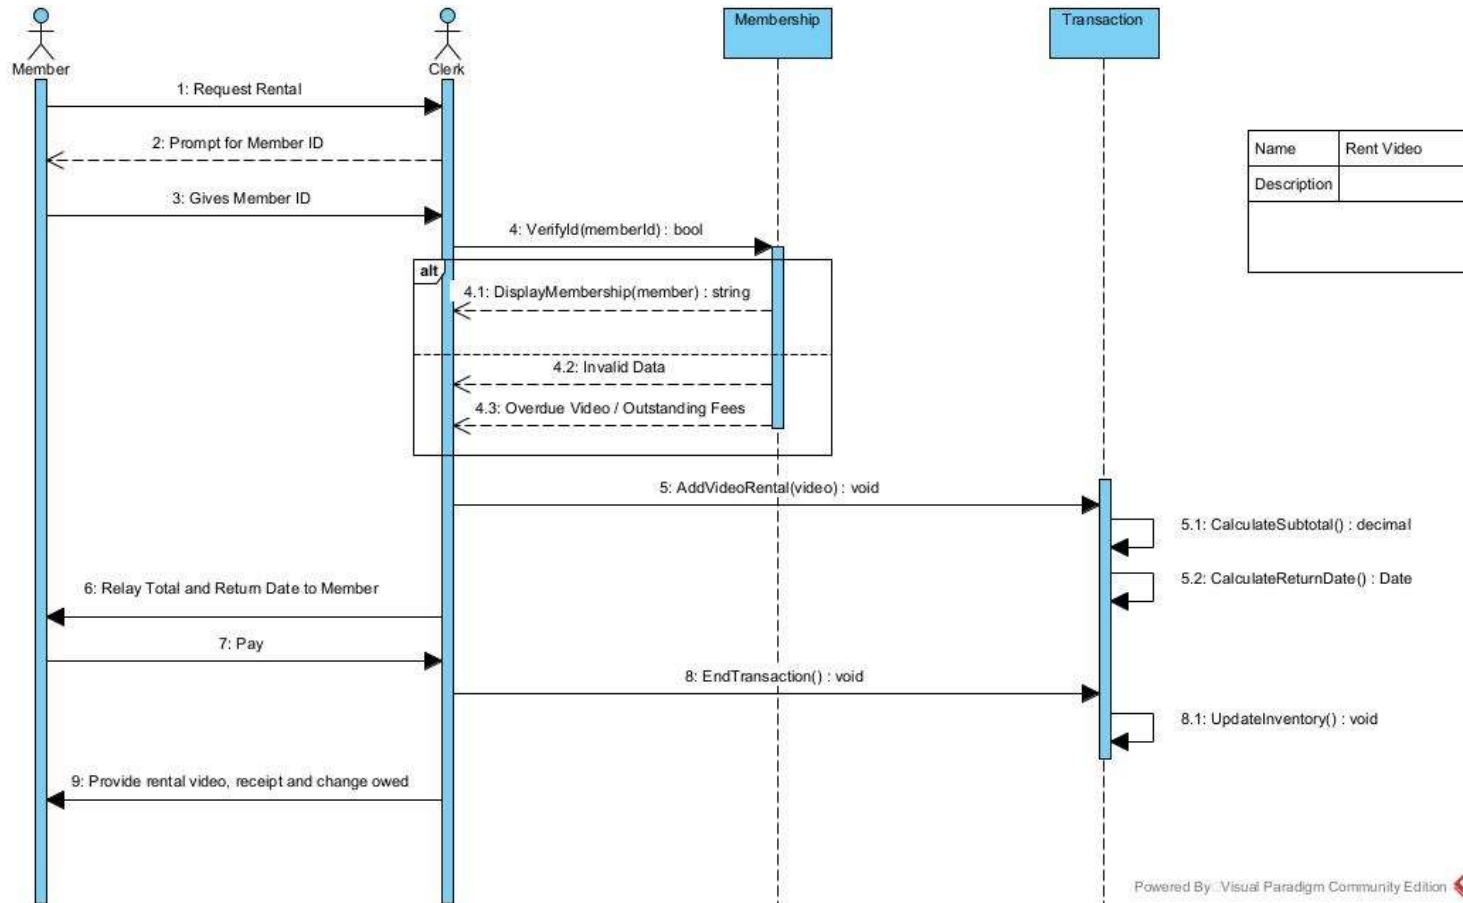 Member
Clerk
Membership
Transaction
1: Request Rental
2: Prompt for Member ID
3: Gives Member ID
4: VerifyId(memberId) : bool
alt
4.1: DisplayMembership(member) : string
4.2: Invalid Data
4.3: Overdue Video / Outstanding Fees
5: AddVideoRental(video) : void
5.1: CalculateSubtotal() : decimal
5.2: CalculateReturnDate() : Date
6: Relay Total and Return Date to Member
7: Pay
8: EndTransaction() : void
8.1: UpdateInventory() : void
9: Provide rental video, receipt and change owed
Name Rent Video
Description
Powered By Visual Paradigm Community Edition